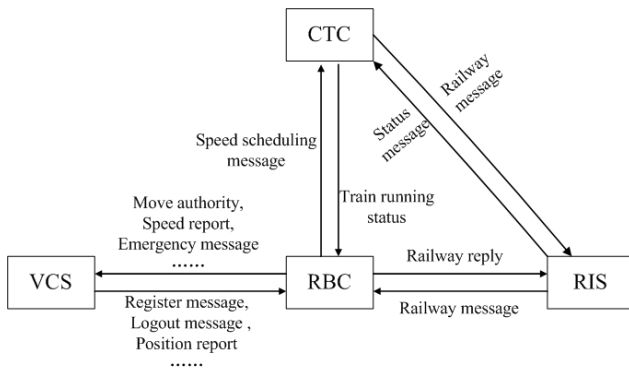 CTC
Railway
message
Status
message
Speed scheduling
message
Train running
status
Move authority,
Speed report,
Emergency message
......
VCS
RBC
Railway reply
RIS
Railway message
Register message,
Logout message ,
Position report
......